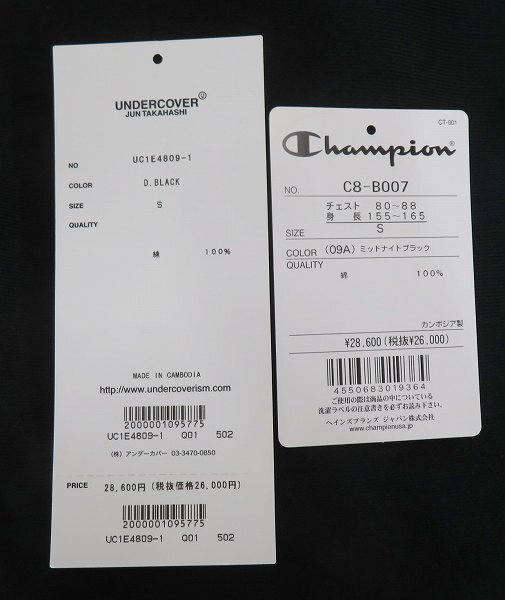 UNDERCOVER
JUN TAKAHASHI
NO UC1E4809-1
COLOR D.BLACK
SIZE S
QUALITY
綿 100%
MADE IN CAMBODIA
http://www.undercoverism.com
2000001095775
UC1E4809-1 Q01 502
(株) アンダーカバー 03-3470-0850
PRICE 28,600円 (税抜価格26,000円)
2000001095775
UC1E4809-1 Q01 502
CT-001
Champion
NO. C8-B007
チェスト 80~88
身 長 155~165
SIZE S
COLOR (09A) ミッドナイトブラック
QUALITY
綿 100%
カンボジア製
¥28,600(税抜¥26,000)
4550683019364
ご使用の際は商品の中についている
洗濯ラベルの注意書きを必ずお読み下さい。
ヘインズブランズ ジャパン株式会社
www.championusa.jp